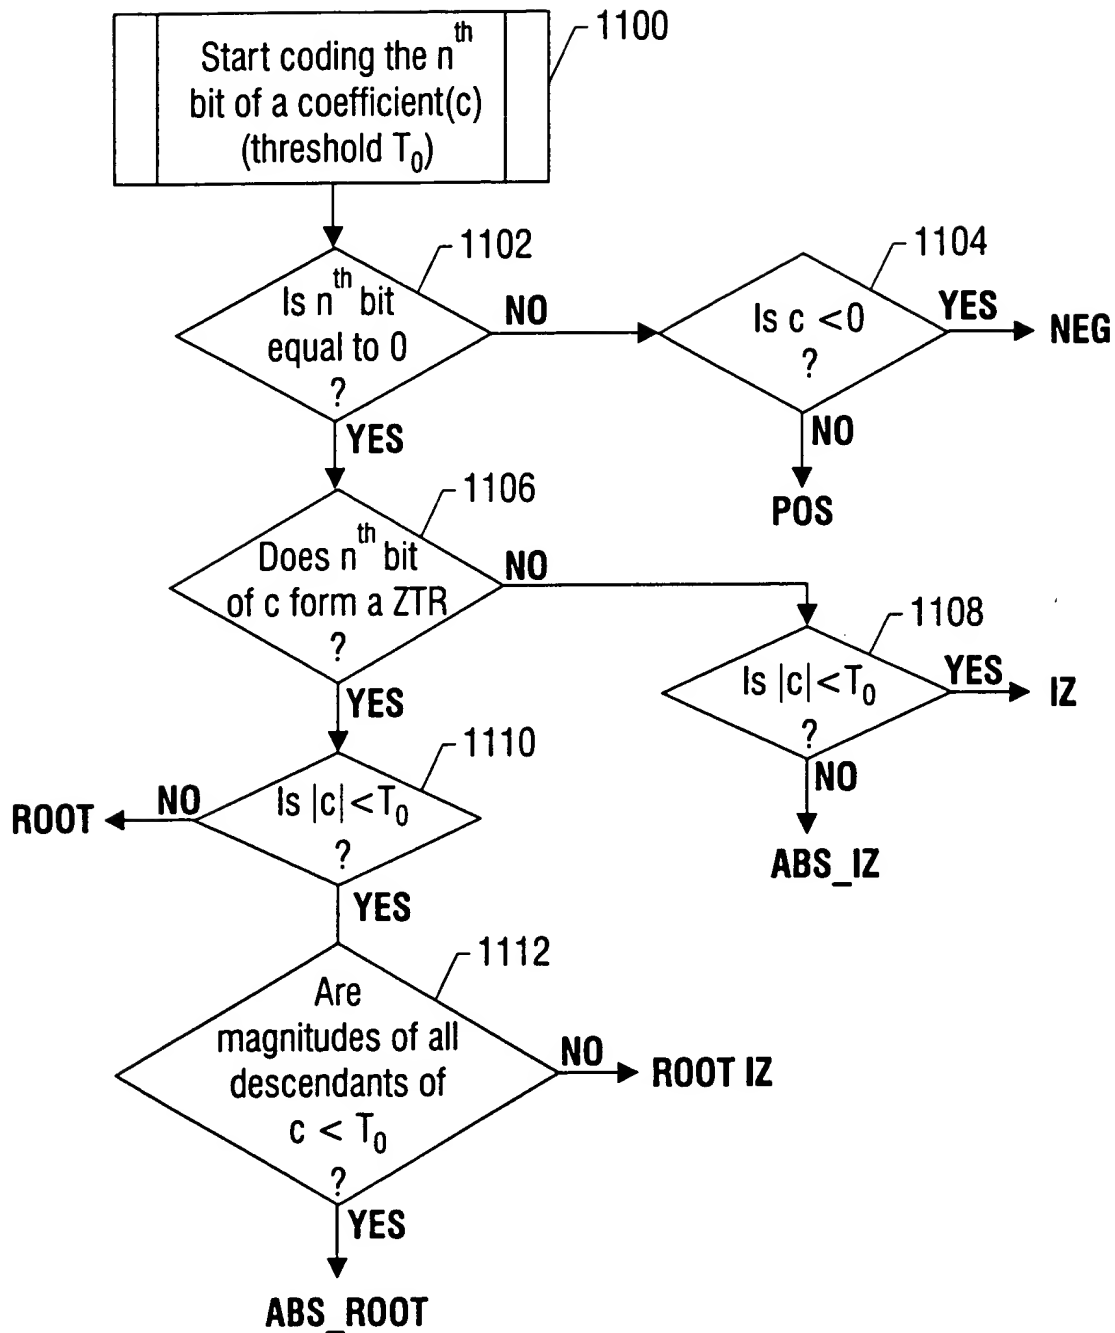 1100
Start coding the nth
bit of a coefficient(c)
(threshold T0)
1102
Is nth bit
equal to 0
?
NO
YES
1104
Is c <0
?
YES
NEG
NO
POS
1106
Does nth bit
of c form a ZTR
?
NO
YES
1108
Is |c|<T0
?
YES
IZ
NO
ABS_IZ
1110
Is |c|<T0
?
NO
ROOT
YES
1112
Are
magnitudes of all
descendants of
c < T0
?
NO
ROOT IZ
YES
ABS_ROOT